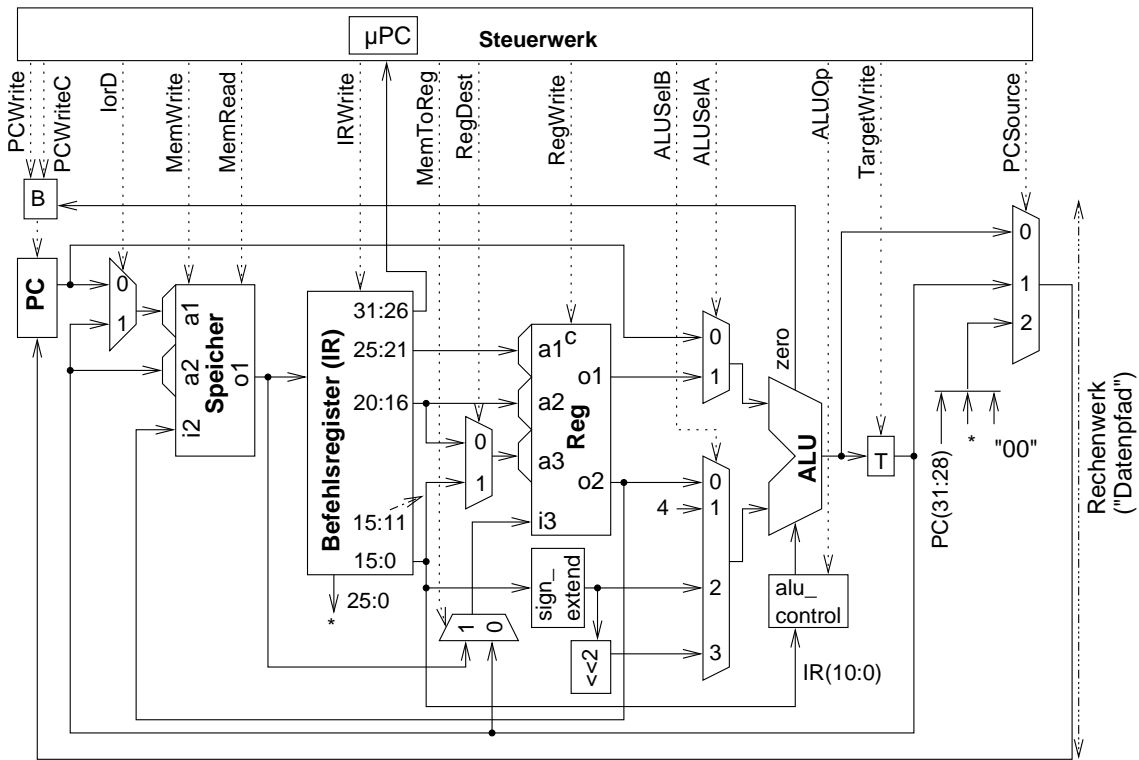 µPC
Steuerwerk
PCWrite
PCWriteC
IorD
MemWrite
MemRead
IRWrite
MemToReg
RegDest
RegWrite
ALUSelB
ALUSelA
ALUOp
TargetWrite
PCSource
B
PC
0
1
a1
a2
o1
i2
Speicher
Befehlsregister (IR)
31:26
25:21
20:16
15:11
15:0
25:0
*
0
1
a1
c
a2
a3
i3
o1
o2
Reg
1
0
sign_
extend
<<2
0
1
0
1
2
3
4
zero
ALU
alu_
control
IR(10:0)
T
0
1
2
PC(31:28)
*
"00"
Rechenwerk
("Datenpfad")